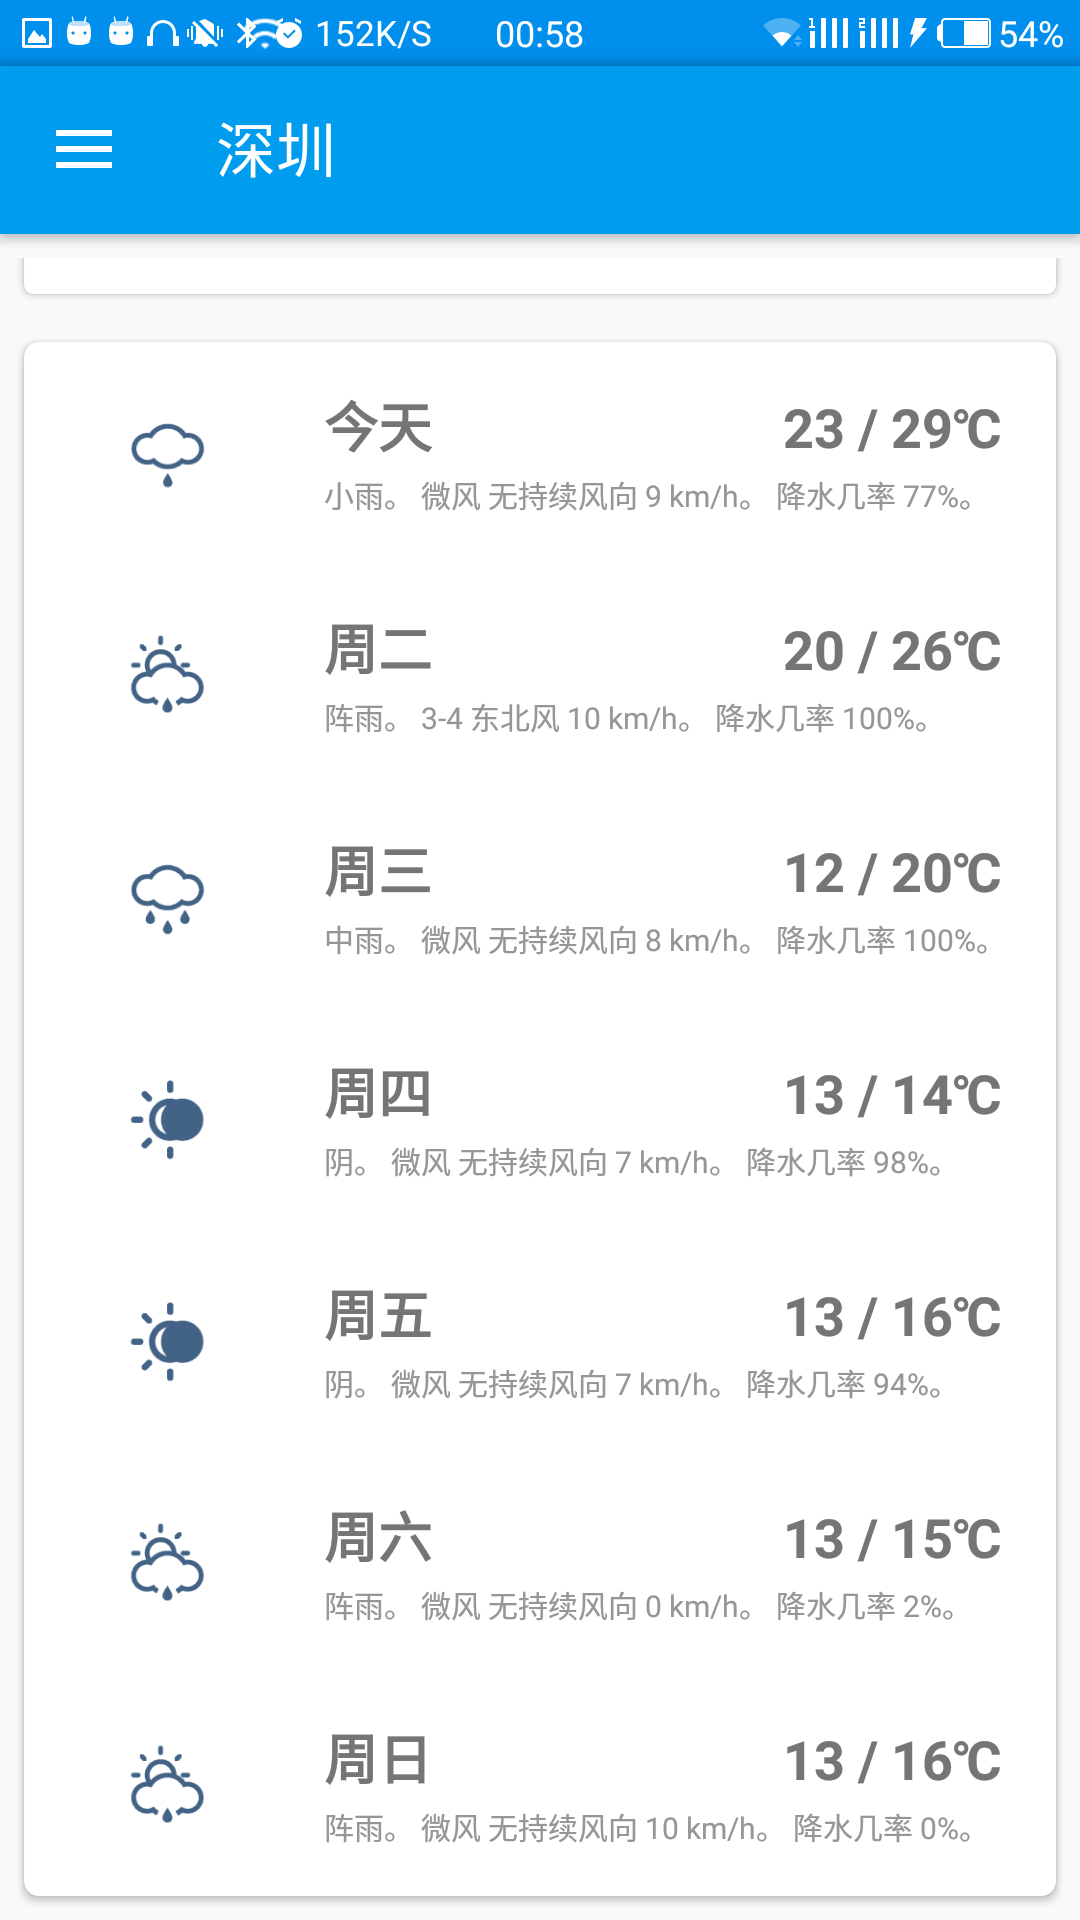 152K/S 00:58 54%
深圳
今天 23 / 29℃
小雨。 微风 无持续风向 9 km/h。 降水几率 77%。
周二 20 / 26℃
阵雨。 3-4 东北风 10 km/h。 降水几率 100%。
周三 12 / 20℃
中雨。 微风 无持续风向 8 km/h。 降水几率 100%。
周四 13 / 14℃
阴。 微风 无持续风向 7 km/h。 降水几率 98%。
周五 13 / 16℃
阴。 微风 无持续风向 7 km/h。 降水几率 94%。
周六 13 / 15℃
阵雨。 微风 无持续风向 0 km/h。 降水几率 2%。
周日 13 / 16℃
阵雨。 微风 无持续风向 10 km/h。 降水几率 0%。